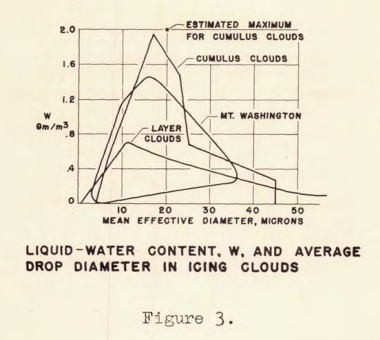 ESTIMATED MAXIMUM
FOR CUMULUS CLOUDS
CUMULUS CLOUDS
MT. WASHINGTON
LAYER
CLOUDS
2.0
1.6
1.2
W
Gm/m³
.8
.4
0
10 20 30 40 50
MEAN EFFECTIVE DIAMETER, MICRONS
LIQUID-WATER CONTENT, W, AND AVERAGE
DROP DIAMETER IN ICING CLOUDS
Figure 3.